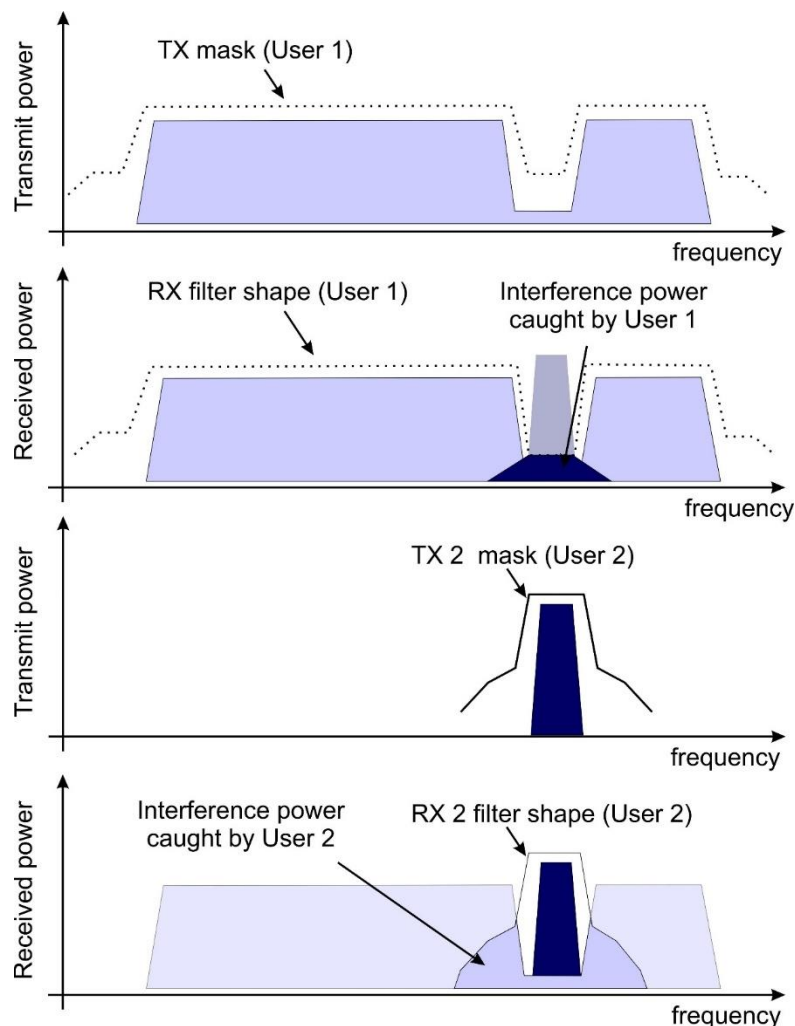 TX mask (User 1)
Transmit power
frequency
RX filter shape (User 1)
Interference power
caught by User 1
Received power
frequency
TX 2 mask (User 2)
Transmit power
frequency
Interference power
caught by User 2
RX 2 filter shape (User 2)
Received power
frequency